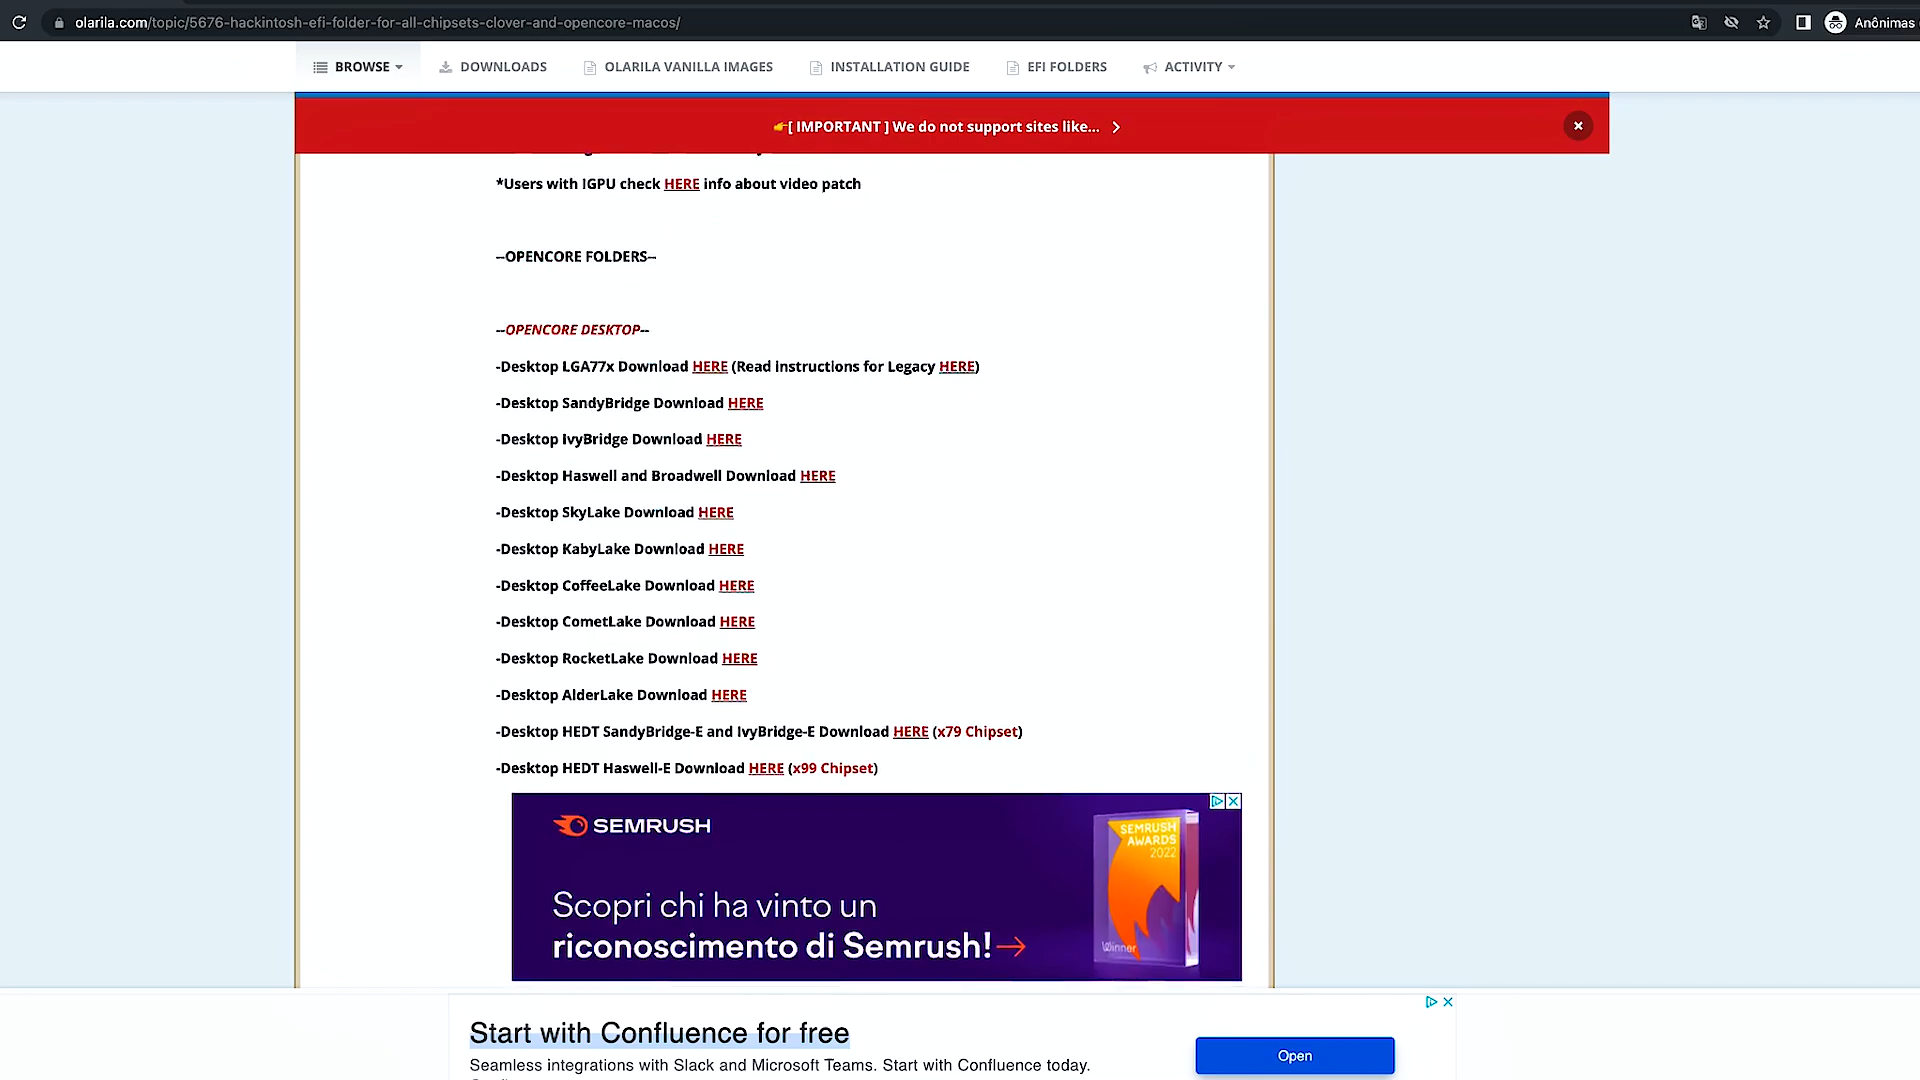 olarila.com/topic/5676-hackintosh-efi-folder-for-all-chipsets-clover-and-opencore-macos/
Anônimas
BROWSE
DOWNLOADS
OLARILA VANILLA IMAGES
INSTALLATION GUIDE
EFI FOLDERS
ACTIVITY
👉[ IMPORTANT ] We do not support sites like...
*Users with IGPU check HERE info about video patch
--OPENCORE FOLDERS--
--OPENCORE DESKTOP--
-Desktop LGA77x Download HERE (Read instructions for Legacy HERE)
-Desktop SandyBridge Download HERE
-Desktop IvyBridge Download HERE
-Desktop Haswell and Broadwell Download HERE
-Desktop SkyLake Download HERE
-Desktop KabyLake Download HERE
-Desktop CoffeeLake Download HERE
-Desktop CometLake Download HERE
-Desktop RocketLake Download HERE
-Desktop AlderLake Download HERE
-Desktop HEDT SandyBridge-E and IvyBridge-E Download HERE (x79 Chipset)
-Desktop HEDT Haswell-E Download HERE (x99 Chipset)
SEMRUSH
Scopri chi ha vinto un
riconoscimento di Semrush!→
SEMRUSH
AWARDS
2022
Winner
Start with Confluence for free
Seamless integrations with Slack and Microsoft Teams. Start with Confluence today.
Open